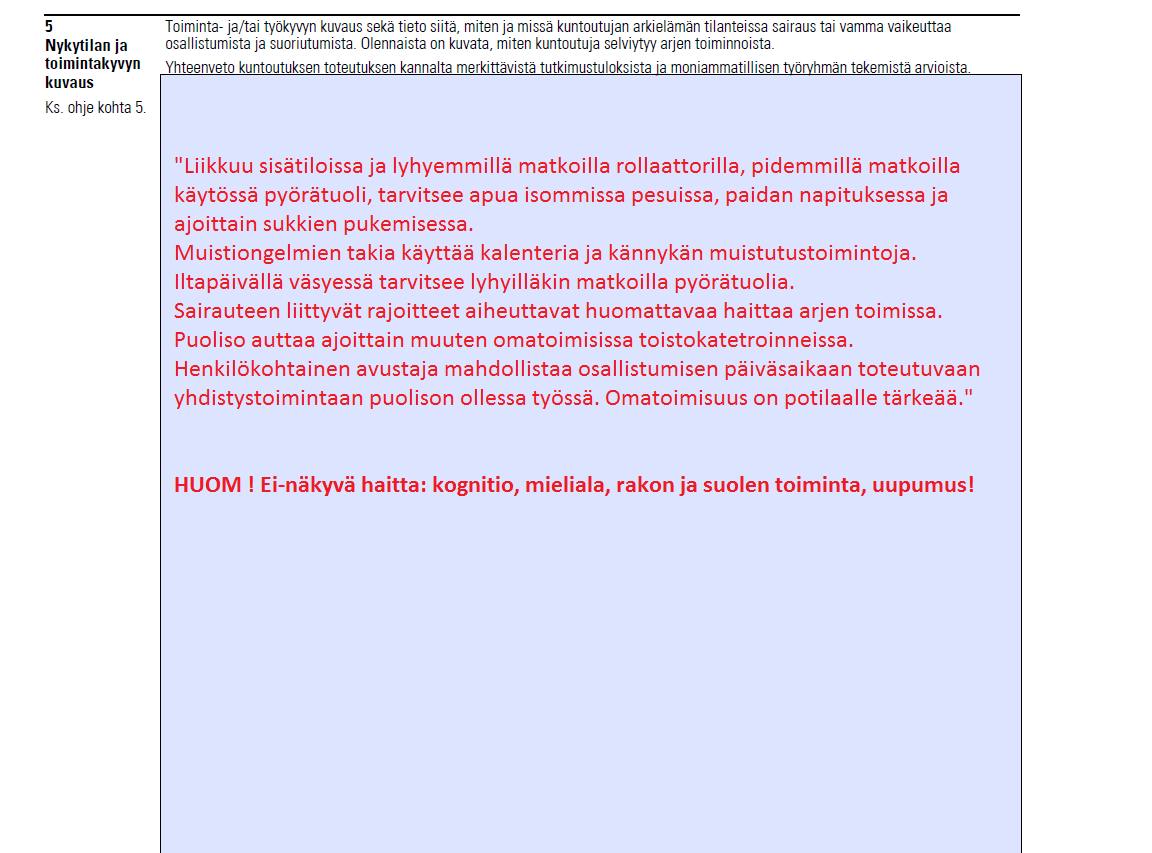 5
Nykytilan ja
toimintakyvyn
kuvaus
Ks. ohje kohta 5.
Toiminta- ja/tai työkyvyn kuvaus sekä tieto siitä, miten ja missä kuntoutujan arkielämän tilanteissa sairaus tai vamma vaikeuttaa
osallistumista ja suoriutumista. Olennaista on kuvata, miten kuntoutuja selviytyy arjen toiminnoista.
Yhteenveto kuntoutuksen toteutuksen kannalta merkittävistä tutkimustuloksista ja moniammatillisen työryhmän tekemistä arvioista.
"Liikkuu sisätiloissa ja lyhyemmillä matkoilla rollaattorilla, pidemmillä matkoilla
käytössä pyörätuoli, tarvitsee apua isommissa pesuissa, paidan napituksessa ja
ajoittain sukkien pukemisessa.
Muistiongelmien takia käyttää kalenteria ja kännykän muistutustoimintoja.
Iltapäivällä väsyessä tarvitsee lyhyilläkin matkoilla pyörätuolia.
Sairauteen liittyvät rajoitteet aiheuttavat huomattavaa haittaa arjen toimissa.
Puoliso auttaa ajoittain muuten omatoimisissa toistokatetroinneissa.
Henkilökohtainen avustaja mahdollistaa osallistumisen päiväsaikaan toteutuvaan
yhdistystoimintaan puolison ollessa työssä. Omatoimisuus on potilaalle tärkeää."
HUOM ! Ei-näkyvä haitta: kognitio, mieliala, rakon ja suolen toiminta, uupumus!